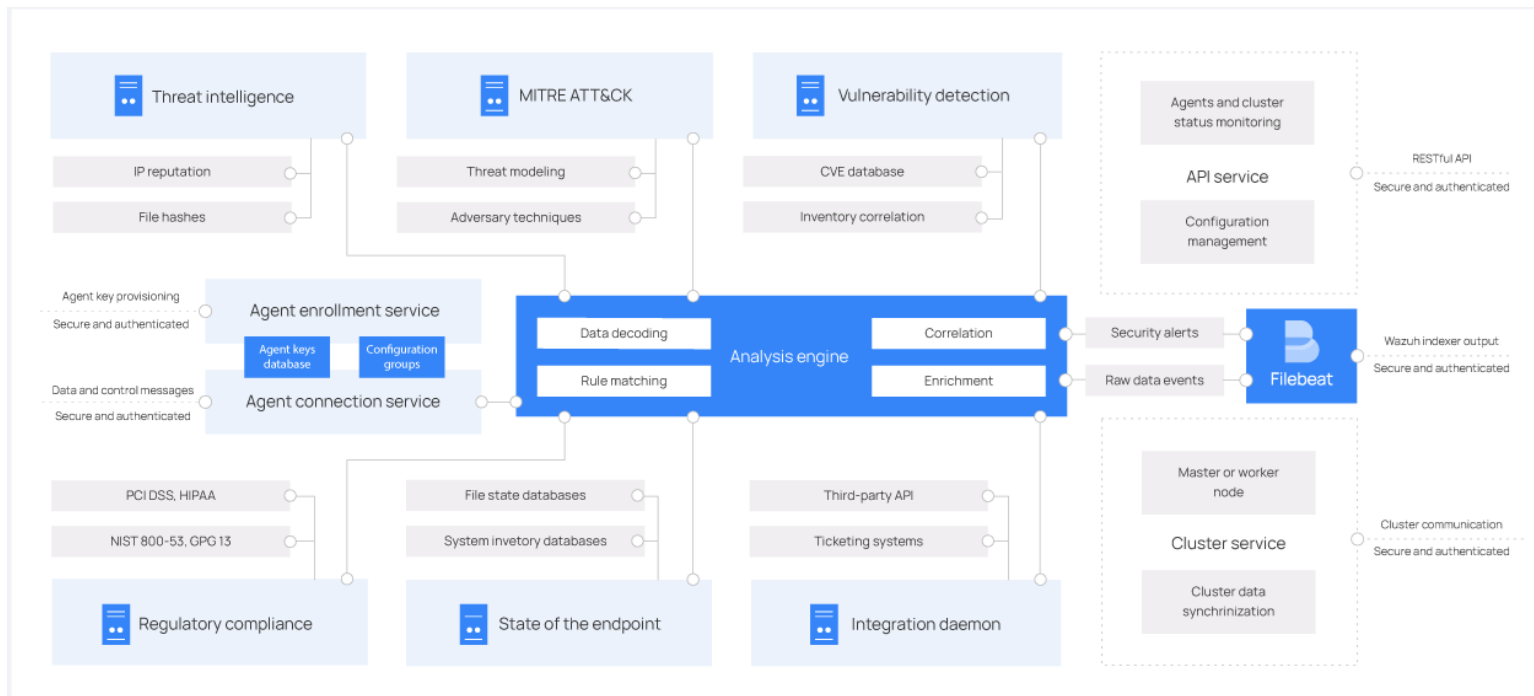 Threat intelligence
IP reputation
File hashes
MITRE ATT&CK
Threat modeling
Adversary techniques
Vulnerability detection
CVE database
Inventory correlation
Agents and cluster
status monitoring
API service
Configuration
management
RESTful API
Secure and authenticated
Agent key provisioning
Secure and authenticated
Agent enrollment service
Agent keys
database
Configuration
groups
Data and control messages
Secure and authenticated
Agent connection service
Data decoding
Rule matching
Analysis engine
Correlation
Enrichment
Security alerts
Raw data events
Filebeat
Wazuh indexer output
Secure and authenticated
PCI DSS, HIPAA
NIST 800-53, GPG 13
Regulatory compliance
File state databases
System invetory databases
State of the endpoint
Third-party API
Ticketing systems
Integration daemon
Master or worker
node
Cluster service
Cluster data
synchrinization
Cluster communication
Secure and authenticated